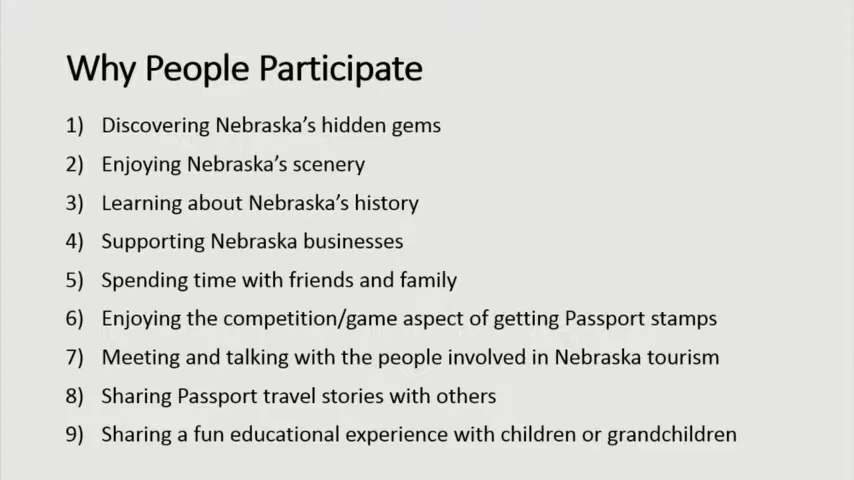 Why People Participate
1) Discovering Nebraska's hidden gems
2) Enjoying Nebraska's scenery
3) Learning about Nebraska's history
4) Supporting Nebraska businesses
5) Spending time with friends and family
6) Enjoying the competition/game aspect of getting Passport stamps
7) Meeting and talking with the people involved in Nebraska tourism
8) Sharing Passport travel stories with others
9) Sharing a fun educational experience with children or grandchildren